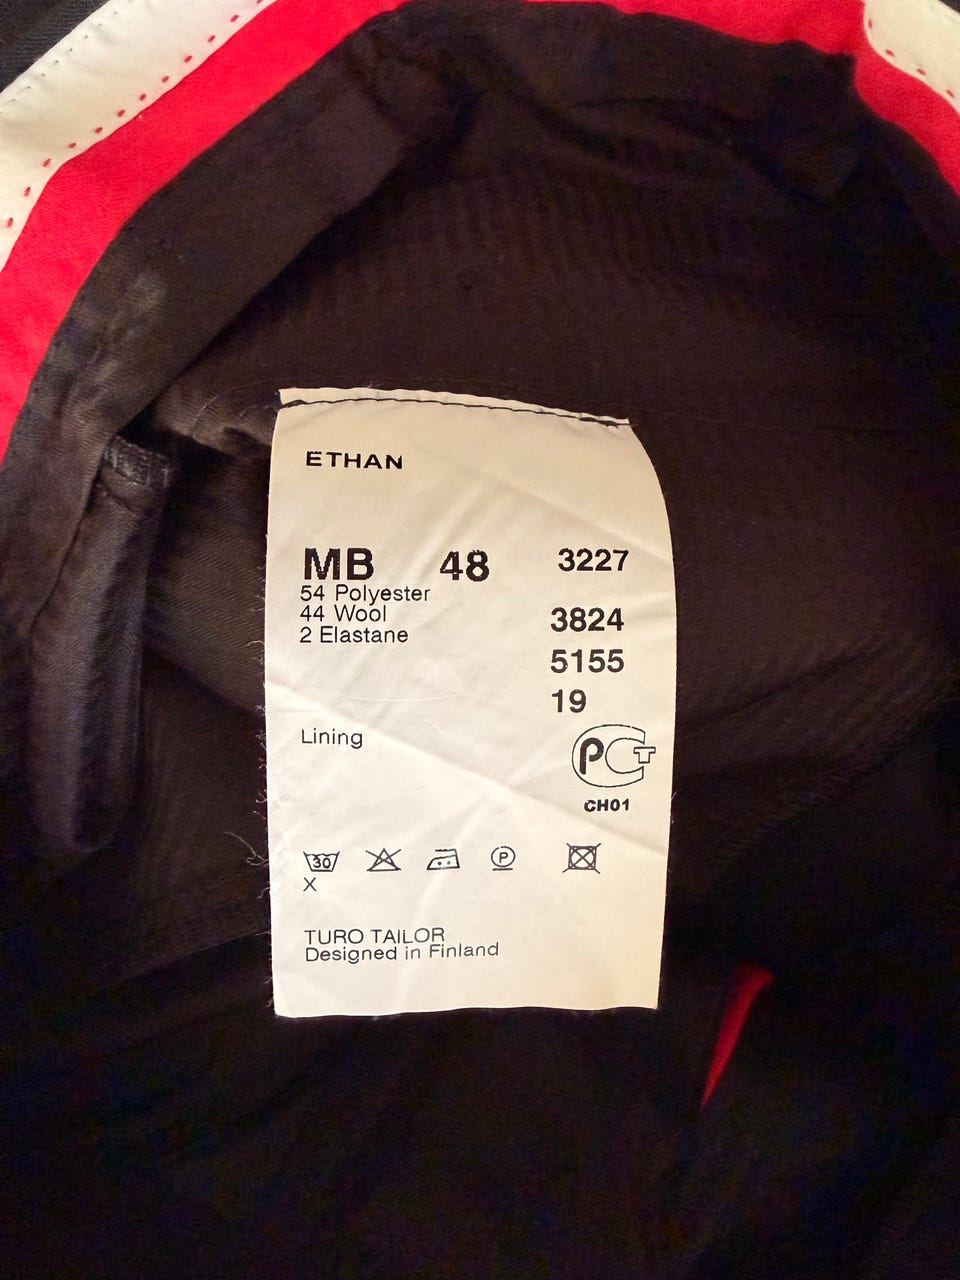 ETHAN
MB 48 3227
54 Polyester
44 Wool 3824
2 Elastane
5155
19
Lining
PCT
CH01
30 P
X
TURO TAILOR
Designed in Finland